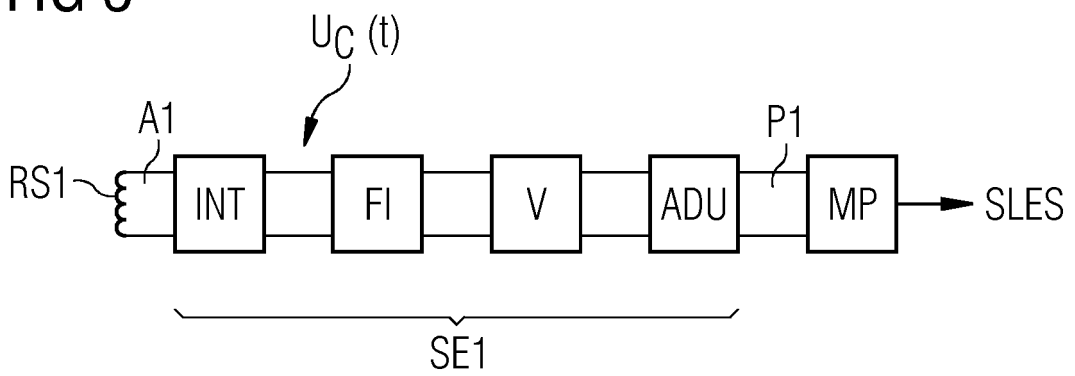 U_C (t)
A1
P1
RS1
INT
FI
V
ADU
MP
SLES
SE1